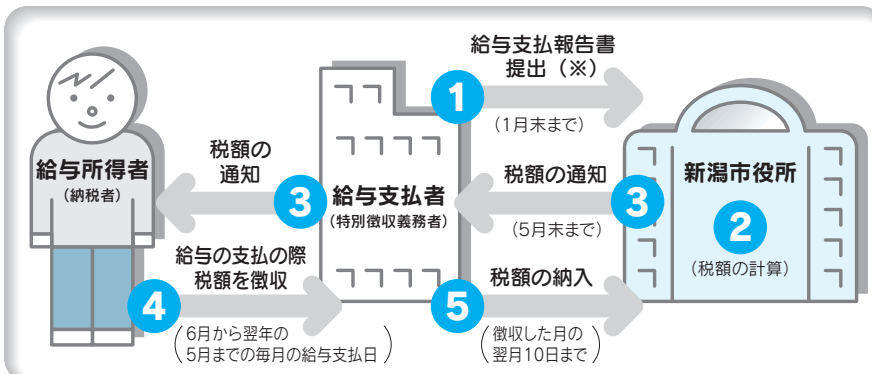 給与支払報告書
提出（※）
1
（1月末まで）
給与所得者
（納税者）
税額の
通知
3
給与支払者
（特別徴収義務者）
税額の通知
3
（5月末まで）
新潟市役所
2
（税額の計算）
給与の支払の際
税額を徴収
4
（6月から翌年の
5月までの毎月の給与支払日）
5
税額の納入
（徴収した月の
翌月10日まで）